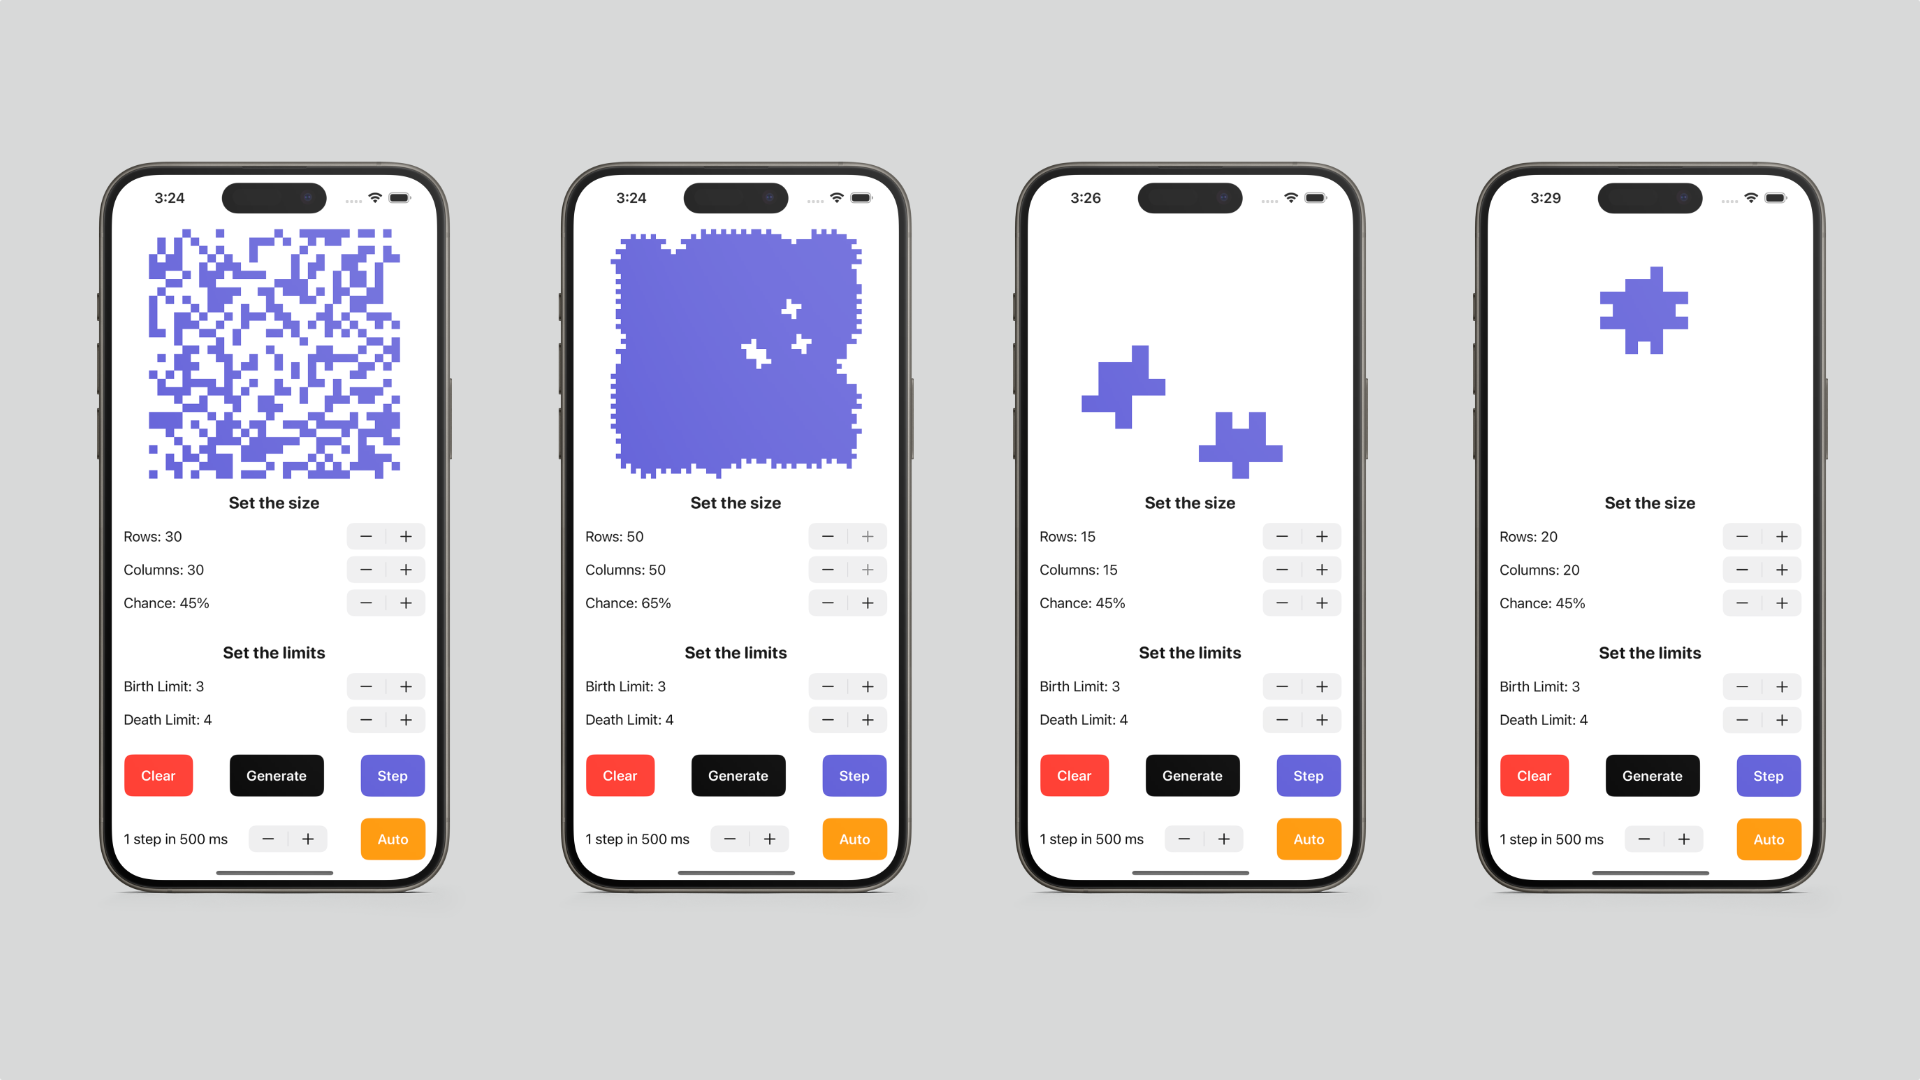 3:24
Set the size
Rows: 30
Columns: 30
Chance: 45%
Set the limits
Birth Limit: 3
Death Limit: 4
Clear
Generate
Step
1 step in 500 ms
Auto
3:24
Set the size
Rows: 50
Columns: 50
Chance: 65%
Set the limits
Birth Limit: 3
Death Limit: 4
Clear
Generate
Step
1 step in 500 ms
Auto
3:26
Set the size
Rows: 15
Columns: 15
Chance: 45%
Set the limits
Birth Limit: 3
Death Limit: 4
Clear
Generate
Step
1 step in 500 ms
Auto
3:29
Set the size
Rows: 20
Columns: 20
Chance: 45%
Set the limits
Birth Limit: 3
Death Limit: 4
Clear
Generate
Step
1 step in 500 ms
Auto